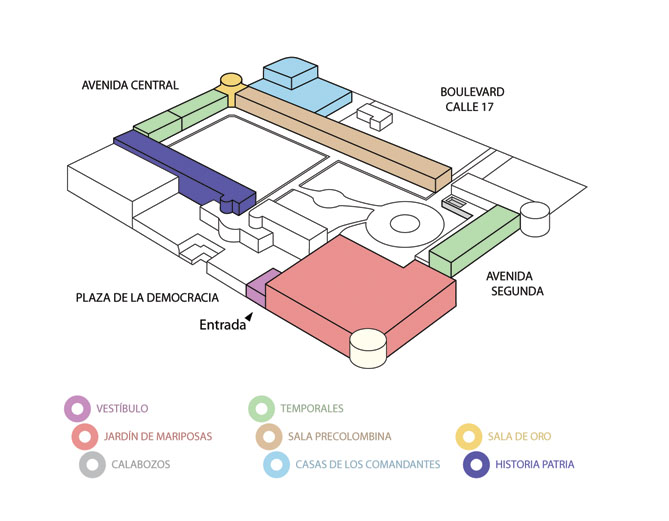 AVENIDA CENTRAL
BOULEVARD
CALLE 17
AVENIDA
SEGUNDA
PLAZA DE LA DEMOCRACIA
Entrada
VESTÍBULO
TEMPORALES
JARDÍN DE MARIPOSAS
SALA PRECOLOMBINA
SALA DE ORO
CALABOZOS
CASAS DE LOS COMANDANTES
HISTORIA PATRIA